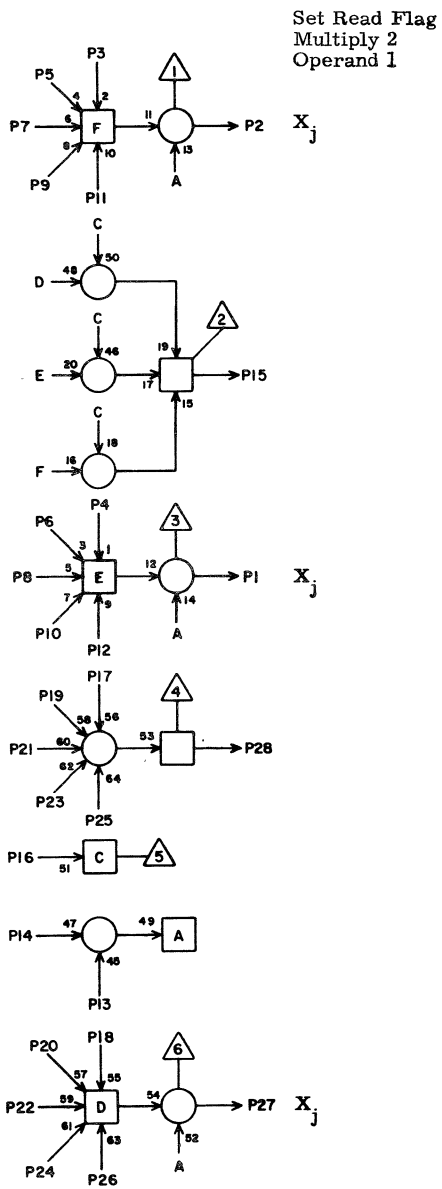 Set Read Flag
Multiply 2
Operand 1
P3
1
P5
4
2
P7
6
F
11
P2
X j
8
10
13
P9
P11
A
C
50
D
48
C
2
46
19
E
20
17
P15
15
C
18
F
16
P4
P6
3
3
1
P8
5
E
12
P1
X j
7
9
14
P10
A
P12
P17
P19
4
58
56
P21
60
53
P28
62
64
P23
P25
P16
C
5
51
P14
47
49
A
45
P13
P18
P20
6
57
55
P22
59
D
54
P27
X j
61
63
52
P24
A
P26